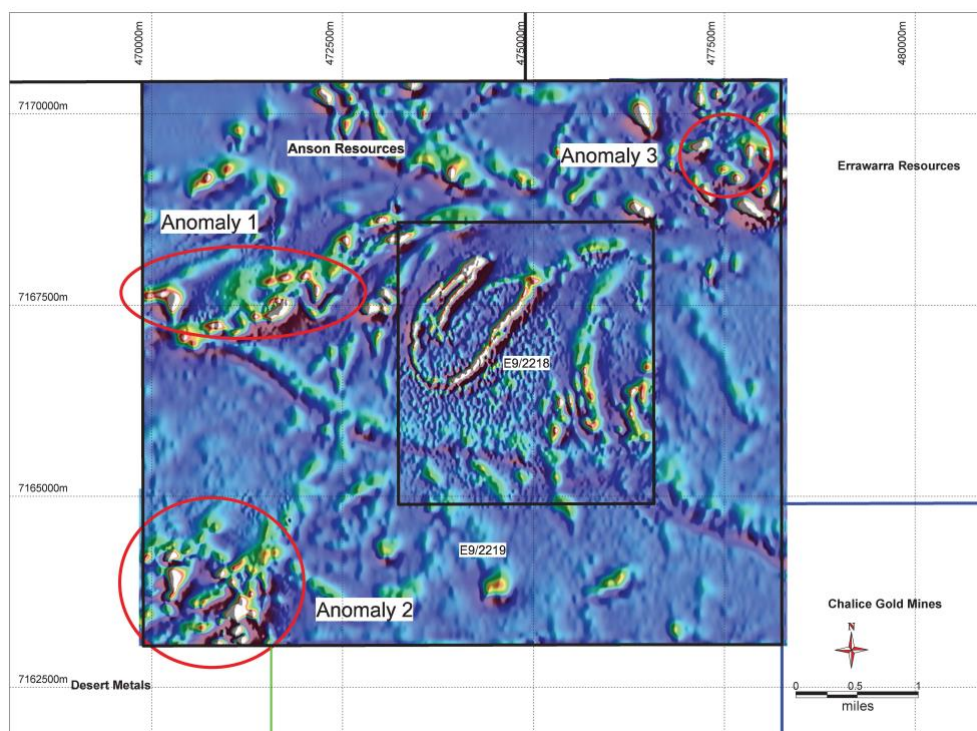 470000m
472500m
475000m
477500m
480000m
7170000m
Anson Resources
Anomaly 3
Errawarra Resources
Anomaly 1
7167500m
E9/2218
7165000m
E9/2219
Anomaly 2
Chalice Gold Mines
N
Desert Metals
7162500m
0 0.5 1
miles